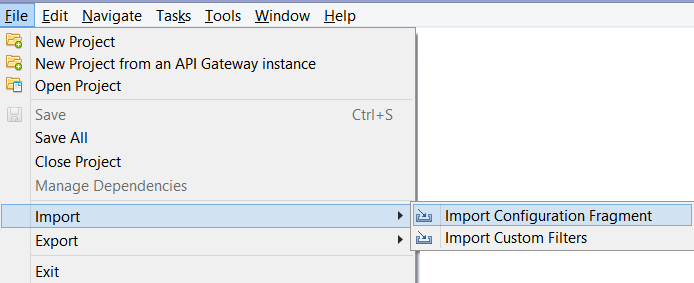 File Edit Navigate Tasks Tools Window Help
New Project
New Project from an API Gateway instance
Open Project
Save Ctrl+S
Save All
Close Project
Manage Dependencies
Import
Import Configuration Fragment
Import Custom Filters
Export
Exit